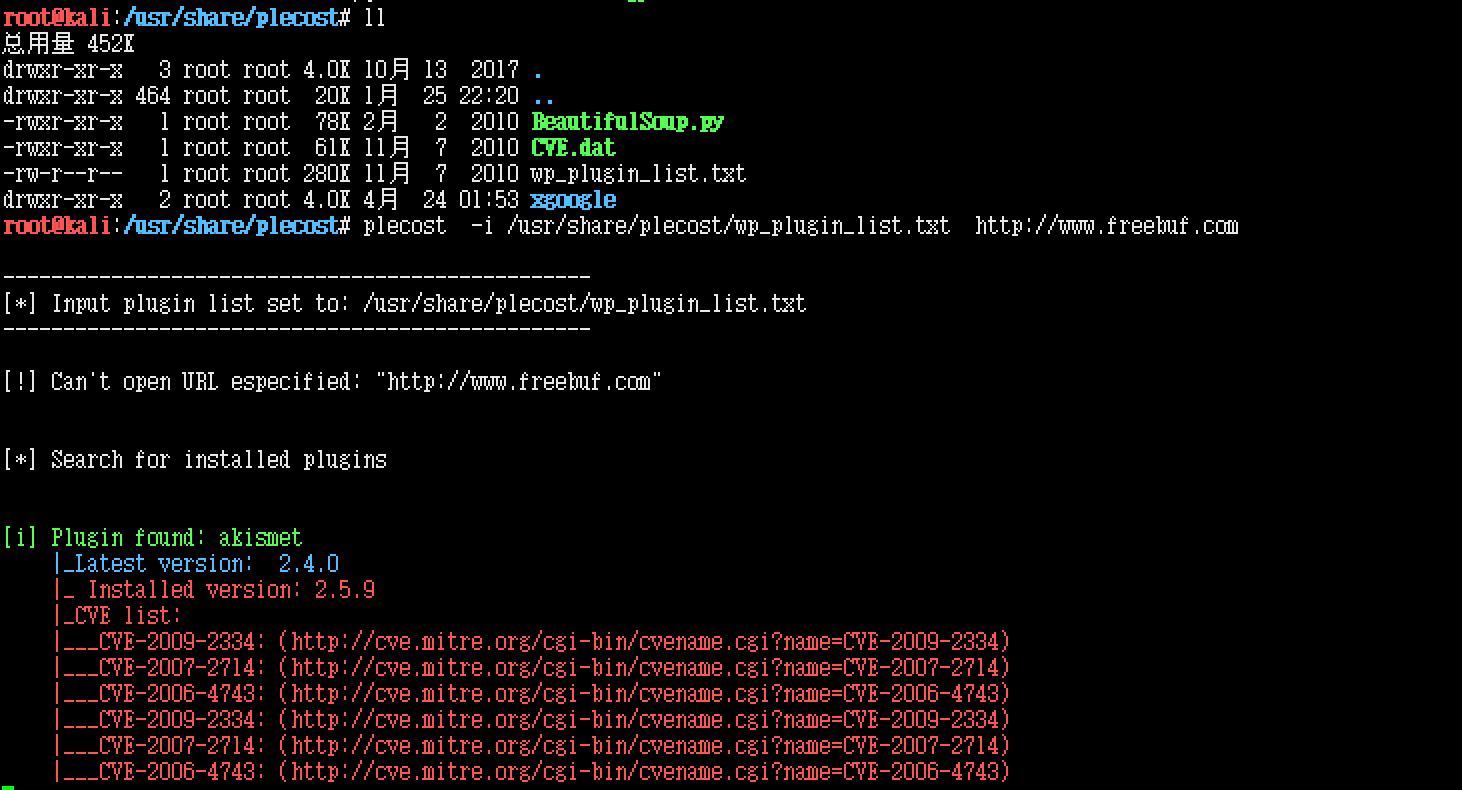 root@kali:/usr/share/plecost# ll
总用量 452K
drwxr-xr-x   3 root root 4.0K 10月 13  2017 .
drwxr-xr-x 464 root root  20K 1月  25 22:20 ..
-rwxr-xr-x   1 root root  78K 2月   2  2010 BeautifulSoup.py
-rwxr-xr-x   1 root root  61K 11月  7  2010 CVE.dat
-rw-r--r--   1 root root 280K 11月  7  2010 wp_plugin_list.txt
drwxr-xr-x   2 root root 4.0K 4月  24 01:53 xgoogle
root@kali:/usr/share/plecost# plecost  -i /usr/share/plecost/wp_plugin_list.txt  http://www.freebuf.com
-------------------------------------------------
[*] Input plugin list set to: /usr/share/plecost/wp_plugin_list.txt
-------------------------------------------------
[!] Can't open URL especified: "http://www.freebuf.com"
[*] Search for installed plugins
[i] Plugin found: akismet
    |_Latest version:  2.4.0
    |_ Installed version: 2.5.9
    |_CVE list:
    |___CVE-2009-2334: (http://cve.mitre.org/cgi-bin/cvename.cgi?name=CVE-2009-2334)
    |___CVE-2007-2714: (http://cve.mitre.org/cgi-bin/cvename.cgi?name=CVE-2007-2714)
    |___CVE-2006-4743: (http://cve.mitre.org/cgi-bin/cvename.cgi?name=CVE-2006-4743)
    |___CVE-2009-2334: (http://cve.mitre.org/cgi-bin/cvename.cgi?name=CVE-2009-2334)
    |___CVE-2007-2714: (http://cve.mitre.org/cgi-bin/cvename.cgi?name=CVE-2007-2714)
    |___CVE-2006-4743: (http://cve.mitre.org/cgi-bin/cvename.cgi?name=CVE-2006-4743)